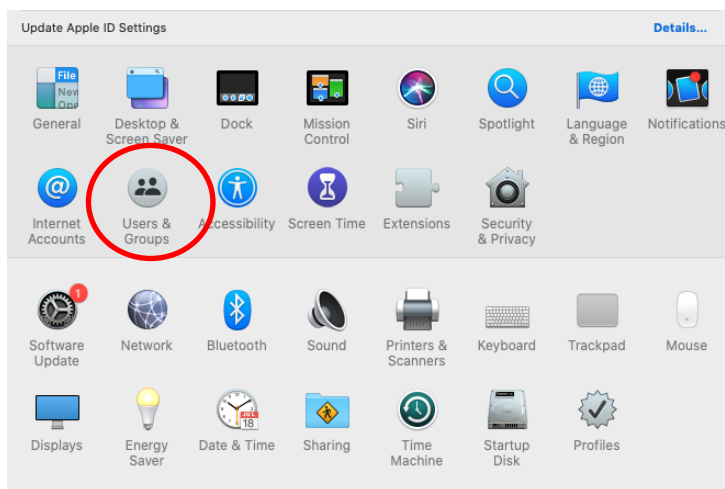 Update Apple ID Settings Details...
File
New
Ope
General Desktop & Screen Saver Dock Mission Control Siri Spotlight Language & Region Notifications
@
Internet Accounts Users & Groups Accessibility Screen Time Extensions Security & Privacy
1
JUL
18
Software Update Network Bluetooth Sound Printers & Scanners Keyboard Trackpad Mouse
Displays Energy Saver Date & Time Sharing Time Machine Startup Disk Profiles